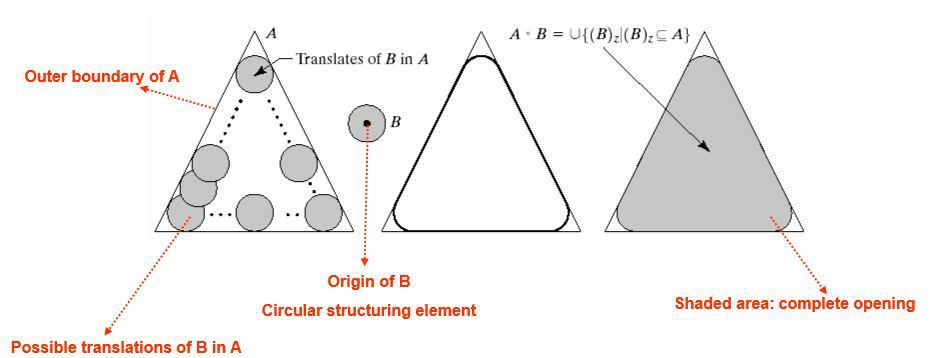 A
A ∘ B = ∪{(B)z|(B)z⊆ A}
Translates of B in A
Outer boundary of A
B
Origin of B
Circular structuring element
Shaded area: complete opening
Possible translations of B in A